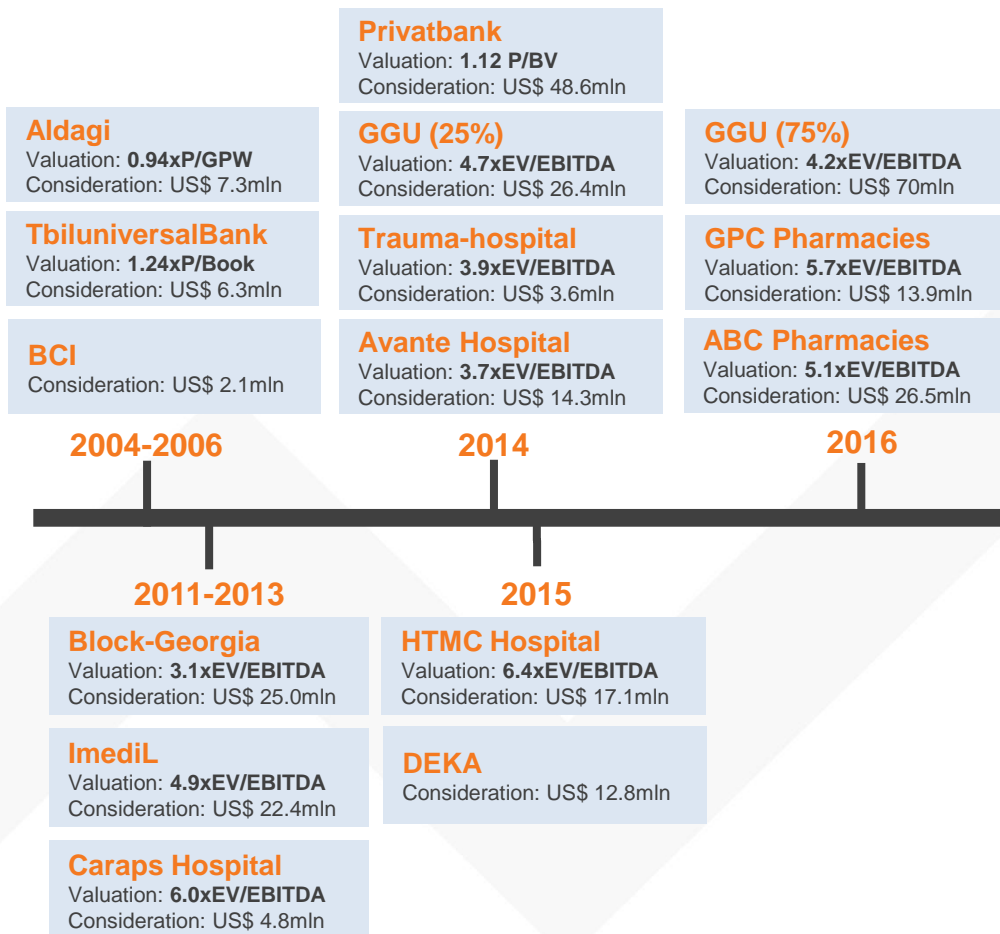 Privatbank
Valuation: 1.12 P/BV
Consideration: US$ 48.6mln
Aldagi
Valuation: 0.94xP/GPW
Consideration: US$ 7.3mln
GGU (25%)
Valuation: 4.7xEV/EBITDA
Consideration: US$ 26.4mln
GGU (75%)
Valuation: 4.2xEV/EBITDA
Consideration: US$ 70mln
TbiluniversalBank
Valuation: 1.24xP/Book
Consideration: US$ 6.3mln
Trauma-hospital
Valuation: 3.9xEV/EBITDA
Consideration: US$ 3.6mln
GPC Pharmacies
Valuation: 5.7xEV/EBITDA
Consideration: US$ 13.9mln
BCI
Consideration: US$ 2.1mln
Avante Hospital
Valuation: 3.7xEV/EBITDA
Consideration: US$ 14.3mln
ABC Pharmacies
Valuation: 5.1xEV/EBITDA
Consideration: US$ 26.5mln
2004-2006
2014
2016
2011-2013
2015
Block-Georgia
Valuation: 3.1xEV/EBITDA
Consideration: US$ 25.0mln
HTMC Hospital
Valuation: 6.4xEV/EBITDA
Consideration: US$ 17.1mln
ImediL
Valuation: 4.9xEV/EBITDA
Consideration: US$ 22.4mln
DEKA
Consideration: US$ 12.8mln
Caraps Hospital
Valuation: 6.0xEV/EBITDA
Consideration: US$ 4.8mln